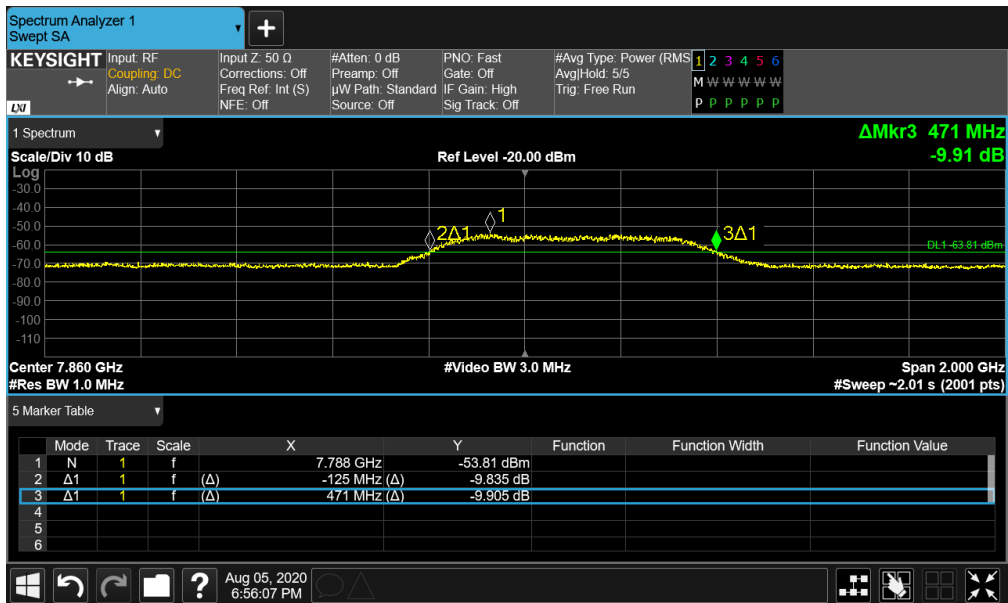 Spectrum Analyzer 1
Swept SA
KEYSIGHT Input: RF Input Z: 50 Ω #Atten: 0 dB PNO: Fast #Avg Type: Power (RMS 1 2 3 4 5 6
Coupling: DC Corrections: Off Preamp: Off Gate: Off Avg|Hold: 5/5 M W W W W W
Align: Auto Freq Ref: Int (S) µW Path: Standard IF Gain: High Trig: Free Run P P P P P P
LXI NFE: Off Source: Off Sig Track: Off
1 Spectrum ΔMkr3 471 MHz
Scale/Div 10 dB Ref Level -20.00 dBm -9.91 dB
Log
-30.0
-40.0
-50.0 1
-60.0 2Δ1 3Δ1 DL1 -63.81 dBm
-70.0
-80.0
-90.0
-100
-110
Center 7.860 GHz #Video BW 3.0 MHz Span 2.000 GHz
#Res BW 1.0 MHz #Sweep ~2.01 s (2001 pts)
5 Marker Table
Mode Trace Scale X Y Function Function Width Function Value
1 N 1 f 7.788 GHz -53.81 dBm
2 Δ1 1 f (Δ) -125 MHz (Δ) -9.835 dB
3 Δ1 1 f (Δ) 471 MHz (Δ) -9.905 dB
4
5
6
? Aug 05, 2020
6:56:07 PM